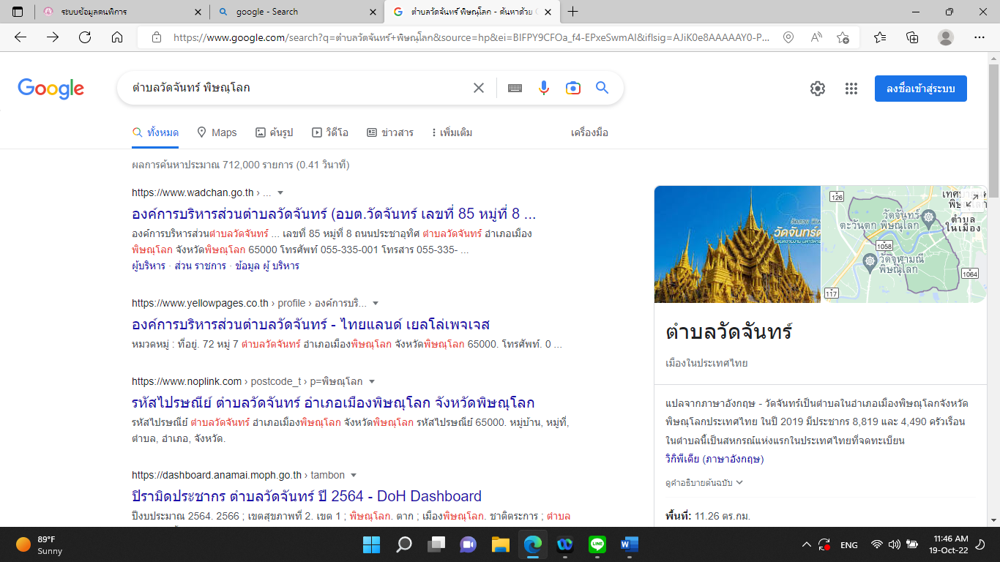 ระบบข้อมูลคนพิการ
google - Search
ตำบลวัดจันทร์ พิษณุโลก - ค้นหาด้วย G
https://www.google.com/search?q=ตำบลวัดจันทร์+พิษณุโลก&source=hp&ei=BIFPY9CFOa_f4-EPxeSwmAI&iflsig=AJiK0e8AAAAAY0-P...
Google
ตำบลวัดจันทร์ พิษณุโลก
ลงชื่อเข้าสู่ระบบ
ทั้งหมด
Maps
ค้นรูป
วิดีโอ
ข่าวสาร
เพิ่มเติม
เครื่องมือ
ผลการค้นหาประมาณ 712,000 รายการ (0.41 วินาที)
https://www.wadchan.go.th › ...
องค์การบริหารส่วนตำบลวัดจันทร์ (อบต.วัดจันทร์ เลขที่ 85 หมู่ที่ 8 ...
องค์การบริหารส่วนตำบลวัดจันทร์ ... เลขที่ 85 หมู่ที่ 8 ถนนประชาอุทิศ ตำบลวัดจันทร์ อำเภอเมือง
พิษณุโลก จังหวัดพิษณุโลก 65000 โทรศัพท์ 055-335-001 โทรสาร 055-335- ...
ผู้บริหาร · ส่วน ราชการ · ข้อมูล ผู้ บริหาร
https://www.yellowpages.co.th › profile › องค์การบริ...
องค์การบริหารส่วนตำบลวัดจันทร์ - ไทยแลนด์ เยลโล่เพจเจส
หมวดหมู่ : ที่อยู่. 72 หมู่ 7 ตำบลวัดจันทร์ อำเภอเมืองพิษณุโลก จังหวัดพิษณุโลก 65000. โทรศัพท์. 0 ...
https://www.noplink.com › postcode_t › p=พิษณุโลก
รหัสไปรษณีย์ ตำบลวัดจันทร์ อำเภอเมืองพิษณุโลก จังหวัดพิษณุโลก
รหัสไปรษณีย์ ตำบลวัดจันทร์ อำเภอเมืองพิษณุโลก จังหวัดพิษณุโลก รหัสไปรษณีย์ 65000. หมู่บ้าน, หมู่ที่,
ตำบล, อำเภอ, จังหวัด.
https://dashboard.anamai.moph.go.th › tambon
ปิรามิดประชากร ตำบลวัดจันทร์ ปี 2564 - DoH Dashboard
ปีงบประมาณ 2564. 2566 ; เขตสุขภาพที่ 2. เขต 1 ; พิษณุโลก. ตาก ; เมืองพิษณุโลก. ชาติตระการ ; ตำบล
วัดจันทร์ต
126
วัดจันทร์
ตะวันตก พิษณุโลก
1058
วัดจุฬามณี
พิษณุโลก
ตำบล
ในเมือง
1064
117
ตำบลวัดจันทร์
เมืองในประเทศไทย
แปลจากภาษาอังกฤษ - วัดจันทร์เป็นตำบลในอำเภอเมืองพิษณุโลกจังหวัด
พิษณุโลกประเทศไทย ในปี 2019 มีประชากร 8,819 และ 4,490 ครัวเรือน
ในตำบลนี้เป็นสหกรณ์แห่งแรกในประเทศไทยที่จดทะเบียน
วิกิพีเดีย (ภาษาอังกฤษ)
ดูคำอธิบายต้นฉบับ
พื้นที่: 11.26 ตร.กม.
89°F
Sunny
ENG
11:46 AM
19-Oct-22